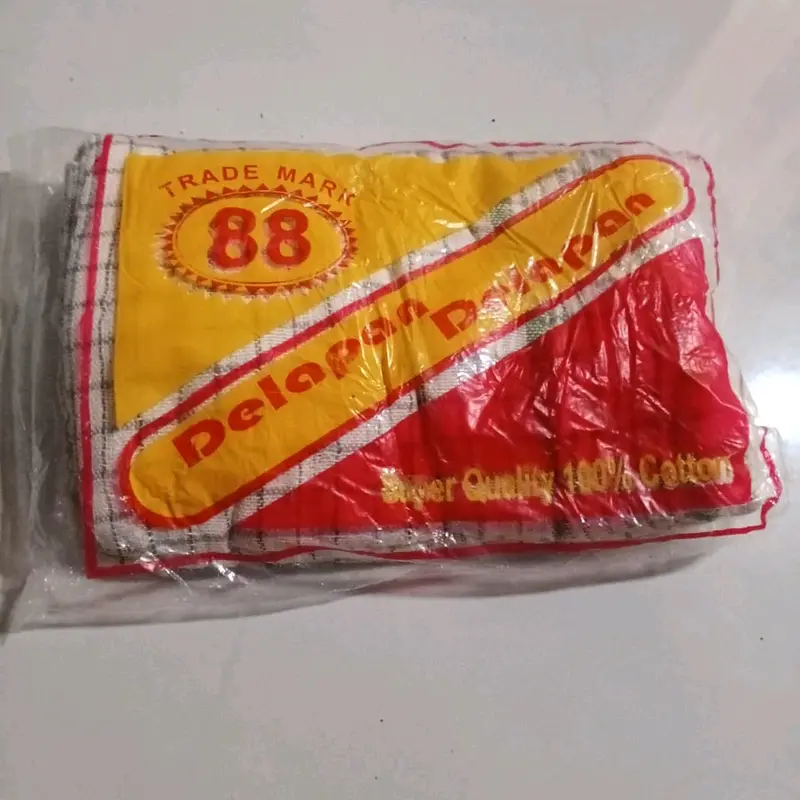 TRADE MARK
88
Delapan Delapan
Super Quality 100% Cotton